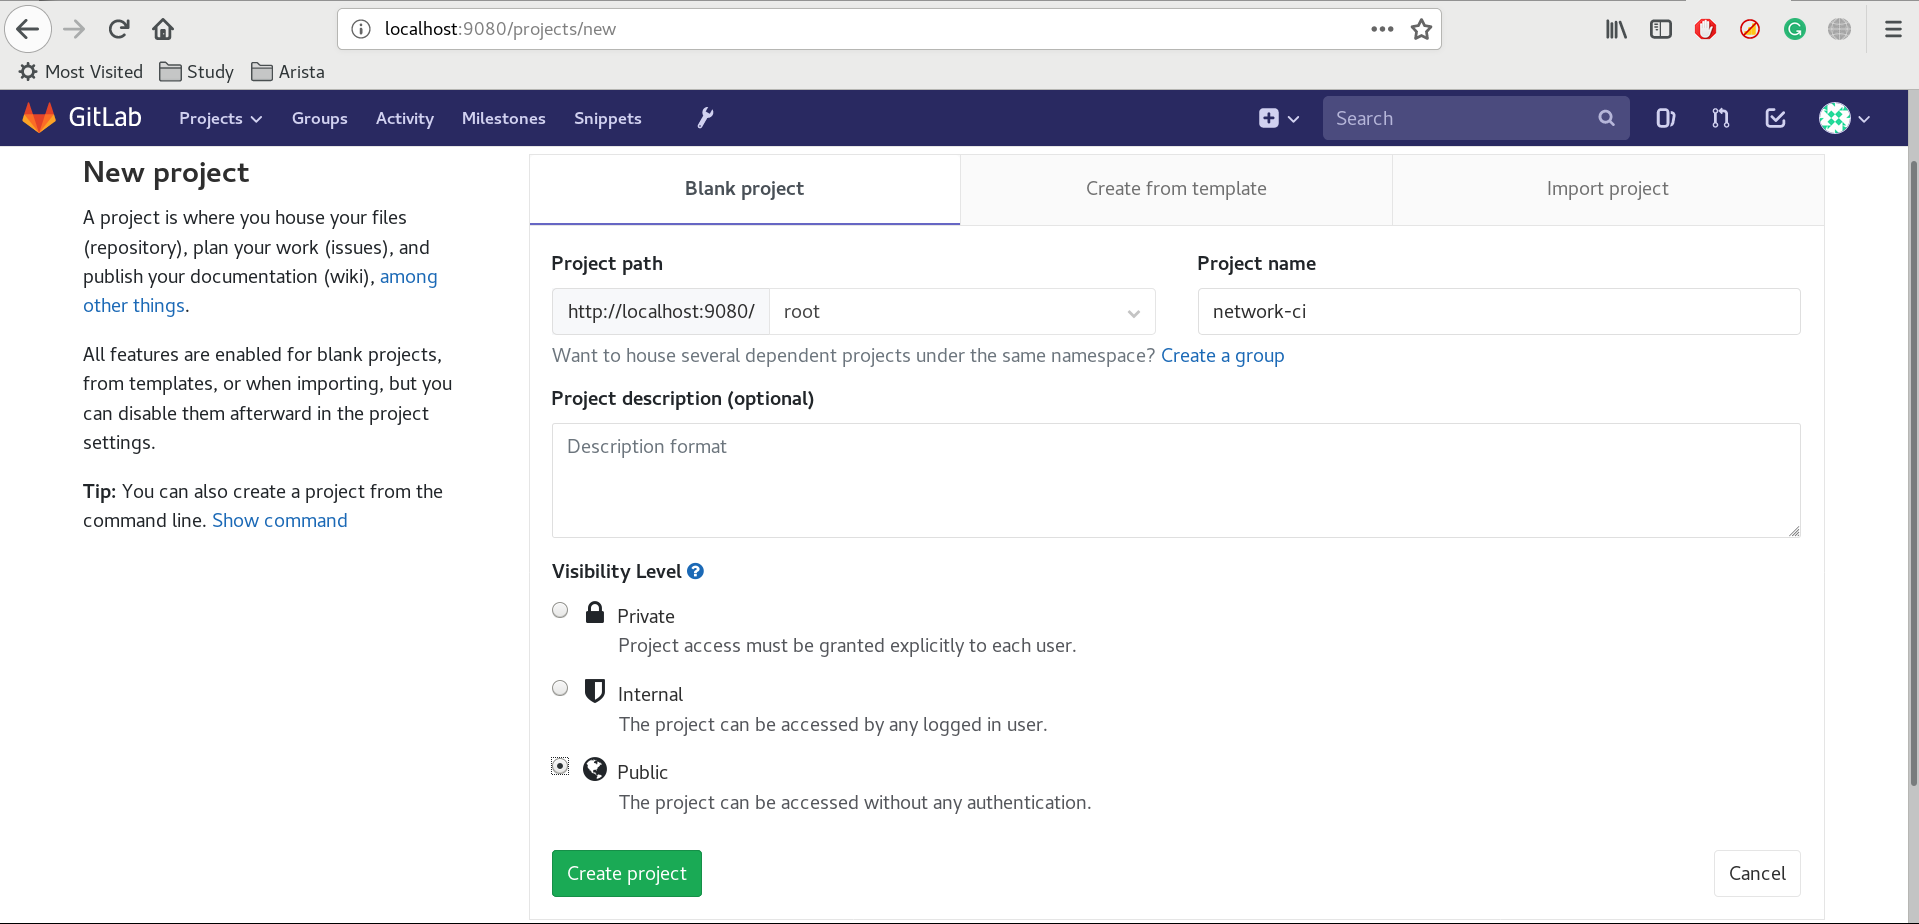 localhost:9080/projects/new
Most Visited Study Arista
GitLab Projects Groups Activity Milestones Snippets Search
New project
A project is where you house your files
(repository), plan your work (issues), and
publish your documentation (wiki), among
other things.
All features are enabled for blank projects,
from templates, or when importing, but you
can disable them afterward in the project
settings.
Tip: You can also create a project from the
command line. Show command
Blank project Create from template Import project
Project path Project name
http://localhost:9080/ root network-ci
Want to house several dependent projects under the same namespace? Create a group
Project description (optional)
Description format
Visibility Level ?
Private
Project access must be granted explicitly to each user.
Internal
The project can be accessed by any logged in user.
Public
The project can be accessed without any authentication.
Create project Cancel